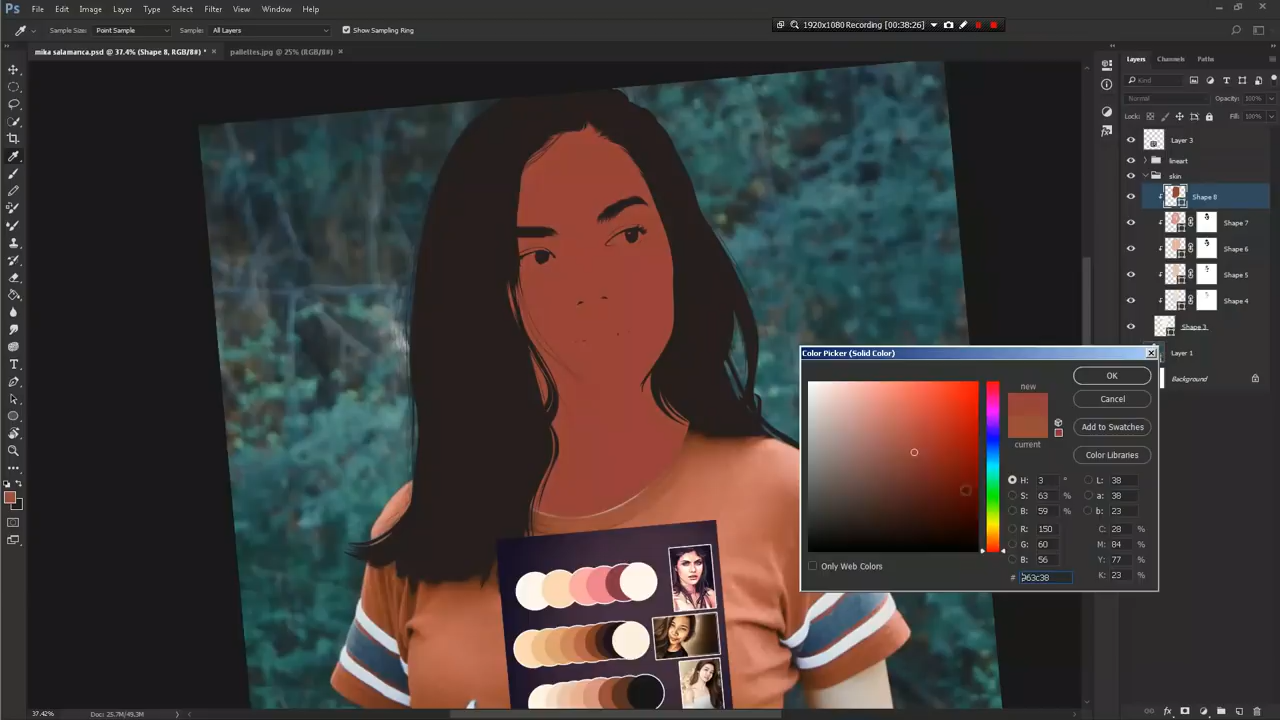 Ps File Edit Image Layer Type Select Filter 3D View Window Help
1920x1080 Recording [00:38:26]
Sample Size: Point Sample Sample: All Layers Show Sampling Ring
mika salamanca.psd @ 37.4% (Shape 8, RGB/8#) * × palletes.jpg @ 25% (RGB/8#) ×
Layers Channels Paths
Kind
Normal Opacity: 100%
Lock: Fill: 100%
Layer 3
lineart
skin
Shape 8
Shape 7
Shape 6
Shape 5
Shape 4
Shape 3
Layer 1
Background
Color Picker (Solid Color)
new
current
OK
Cancel
Add to Swatches
Color Libraries
H: 3 °
S: 63 %
B: 59 %
R: 150
G: 60
B: 56
L: 38
a: 38
b: 23
C: 28 %
M: 84 %
Y: 77 %
K: 23 %
Only Web Colors
# 963c38
37.42% Doc: 25.7M/49.3M